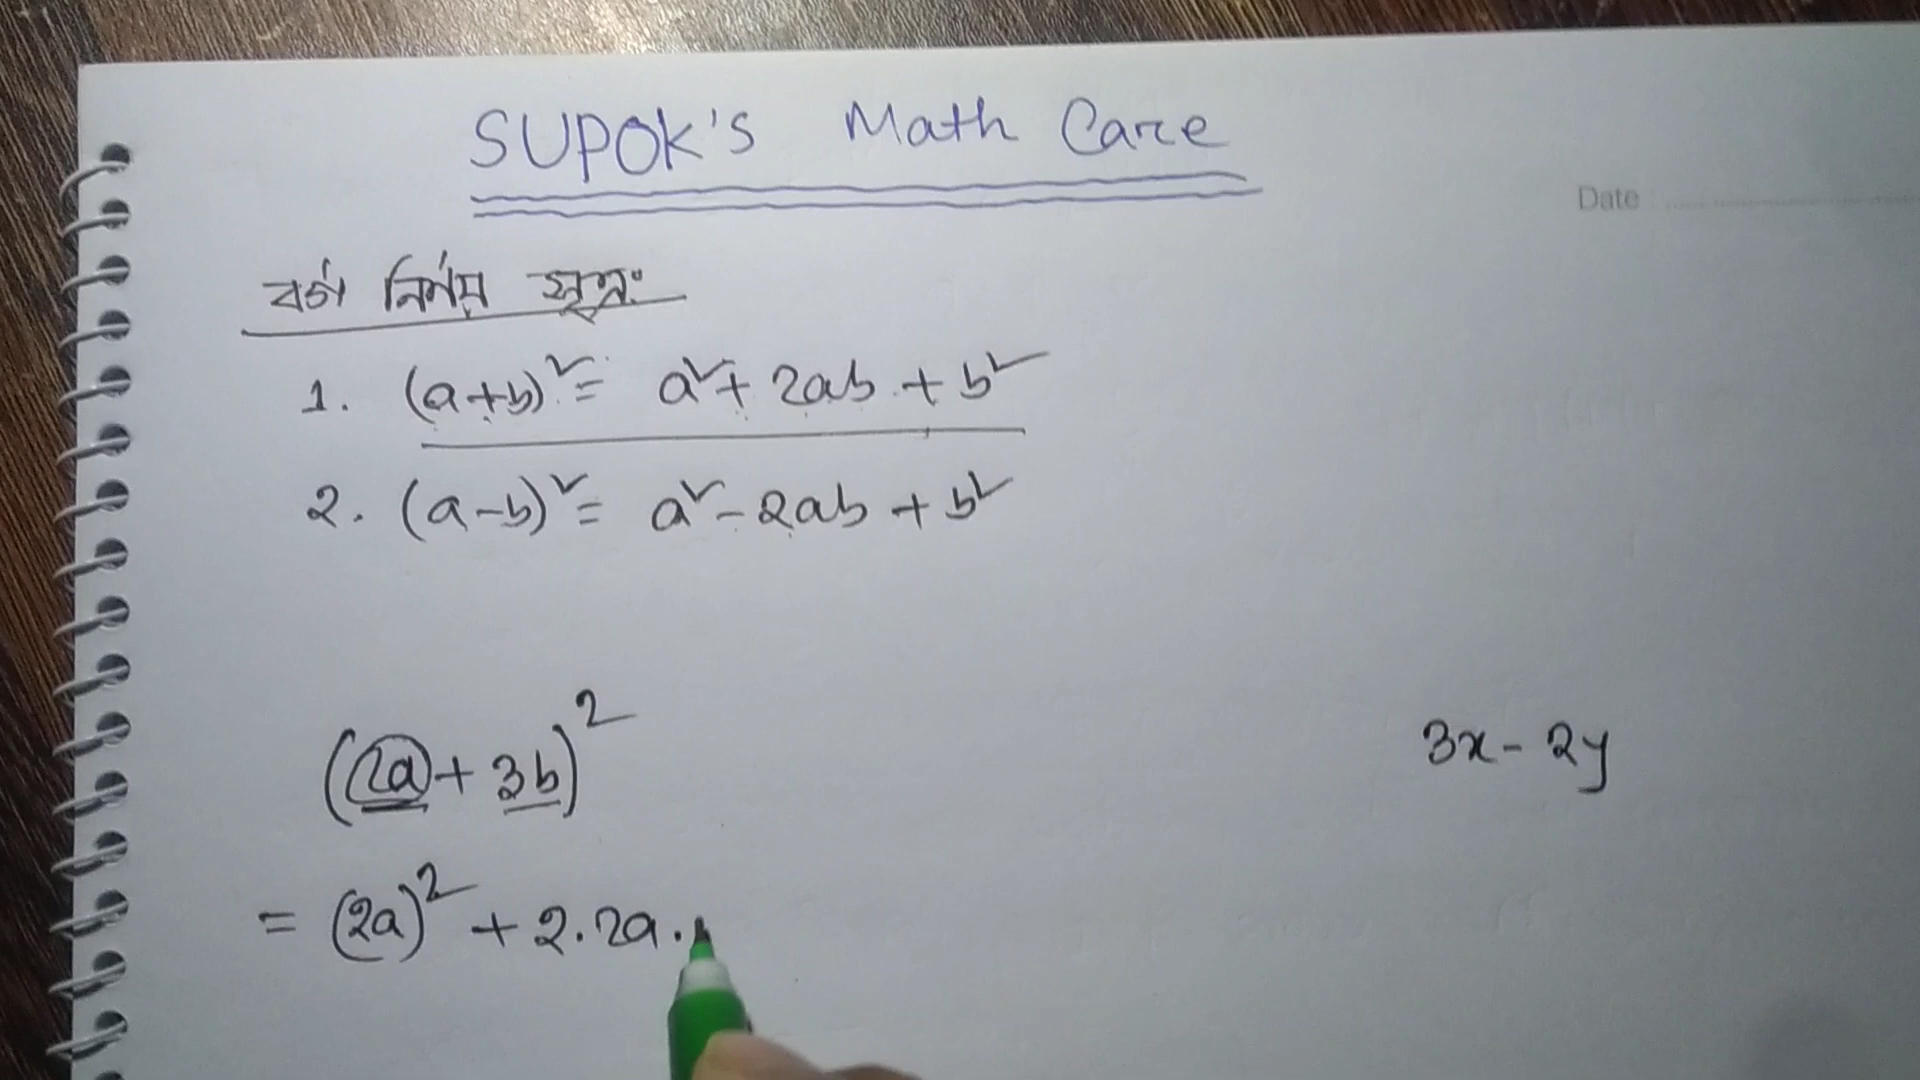 SUPOK's Math Care
Date
বর্গ নির্ণয় সূত্রঃ
1. (a+b)² = a² + 2ab + b²
2. (a-b)² = a² - 2ab + b²
(2a + 3b)²
3x - 2y
= (2a)² + 2.2a.